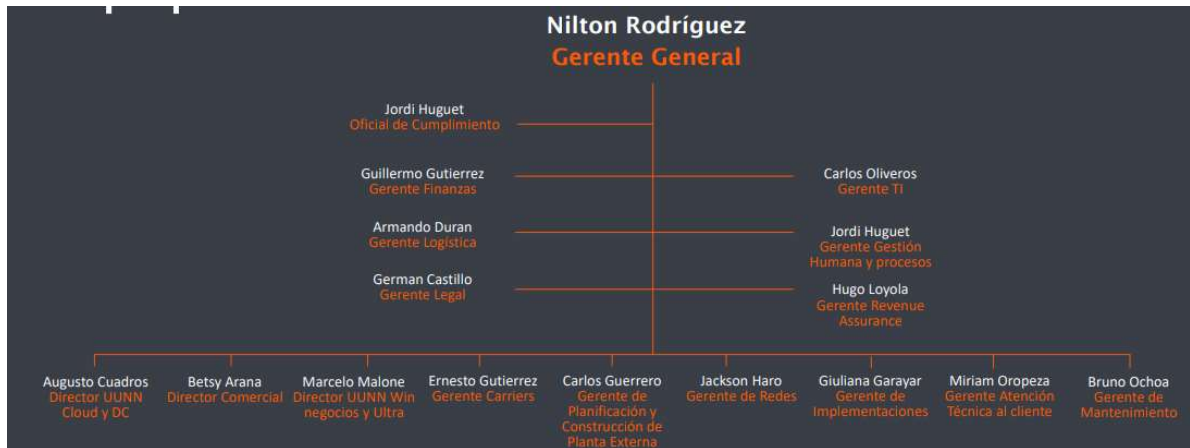 Nilton Rodríguez
Gerente General
Jordi Huguet
Oficial de Cumplimiento
Guillermo Gutierrez
Gerente Finanzas
Carlos Oliveros
Gerente TI
Armando Duran
Gerente Logística
Jordi Huguet
Gerente Gestión
Humana y procesos
German Castillo
Gerente Legal
Hugo Loyola
Gerente Revenue
Assurance
Augusto Cuadros
Director UUNN
Cloud y DC
Betsy Arana
Director Comercial
Marcelo Malone
Director UUNN Win
negocios y Ultra
Ernesto Gutierrez
Gerente Carriers
Carlos Guerrero
Gerente de
Planificación y
Construcción de
Planta Externa
Jackson Haro
Gerente de Redes
Giuliana Garayar
Gerente de
Implementaciones
Miriam Oropeza
Gerente Atención
Técnica al cliente
Bruno Ochoa
Gerente de
Mantenimiento